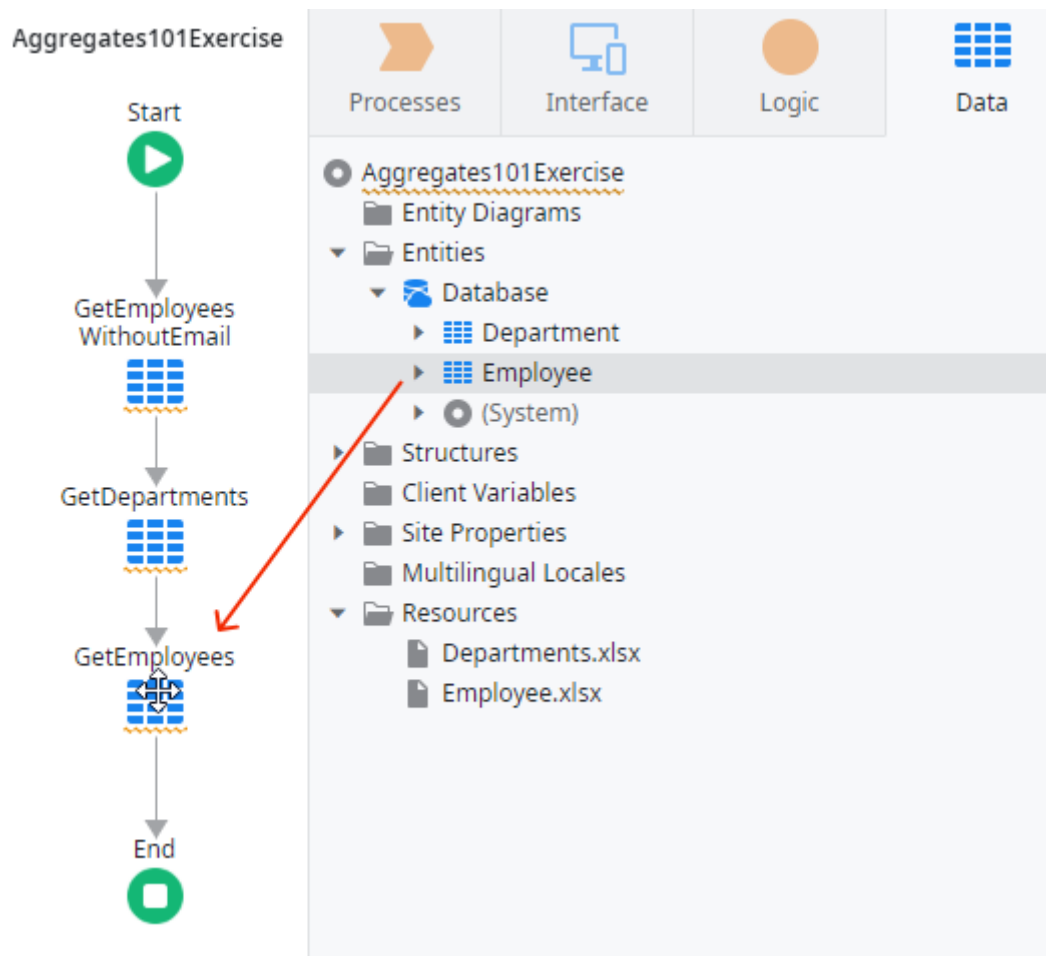 Aggregates101Exercise
Start
GetEmployees
WithoutEmail
GetDepartments
GetEmployees
End
Processes
Interface
Logic
Data
Aggregates101Exercise
Entity Diagrams
Entities
Database
Department
Employee
(System)
Structures
Client Variables
Site Properties
Multilingual Locales
Resources
Departments.xlsx
Employee.xlsx